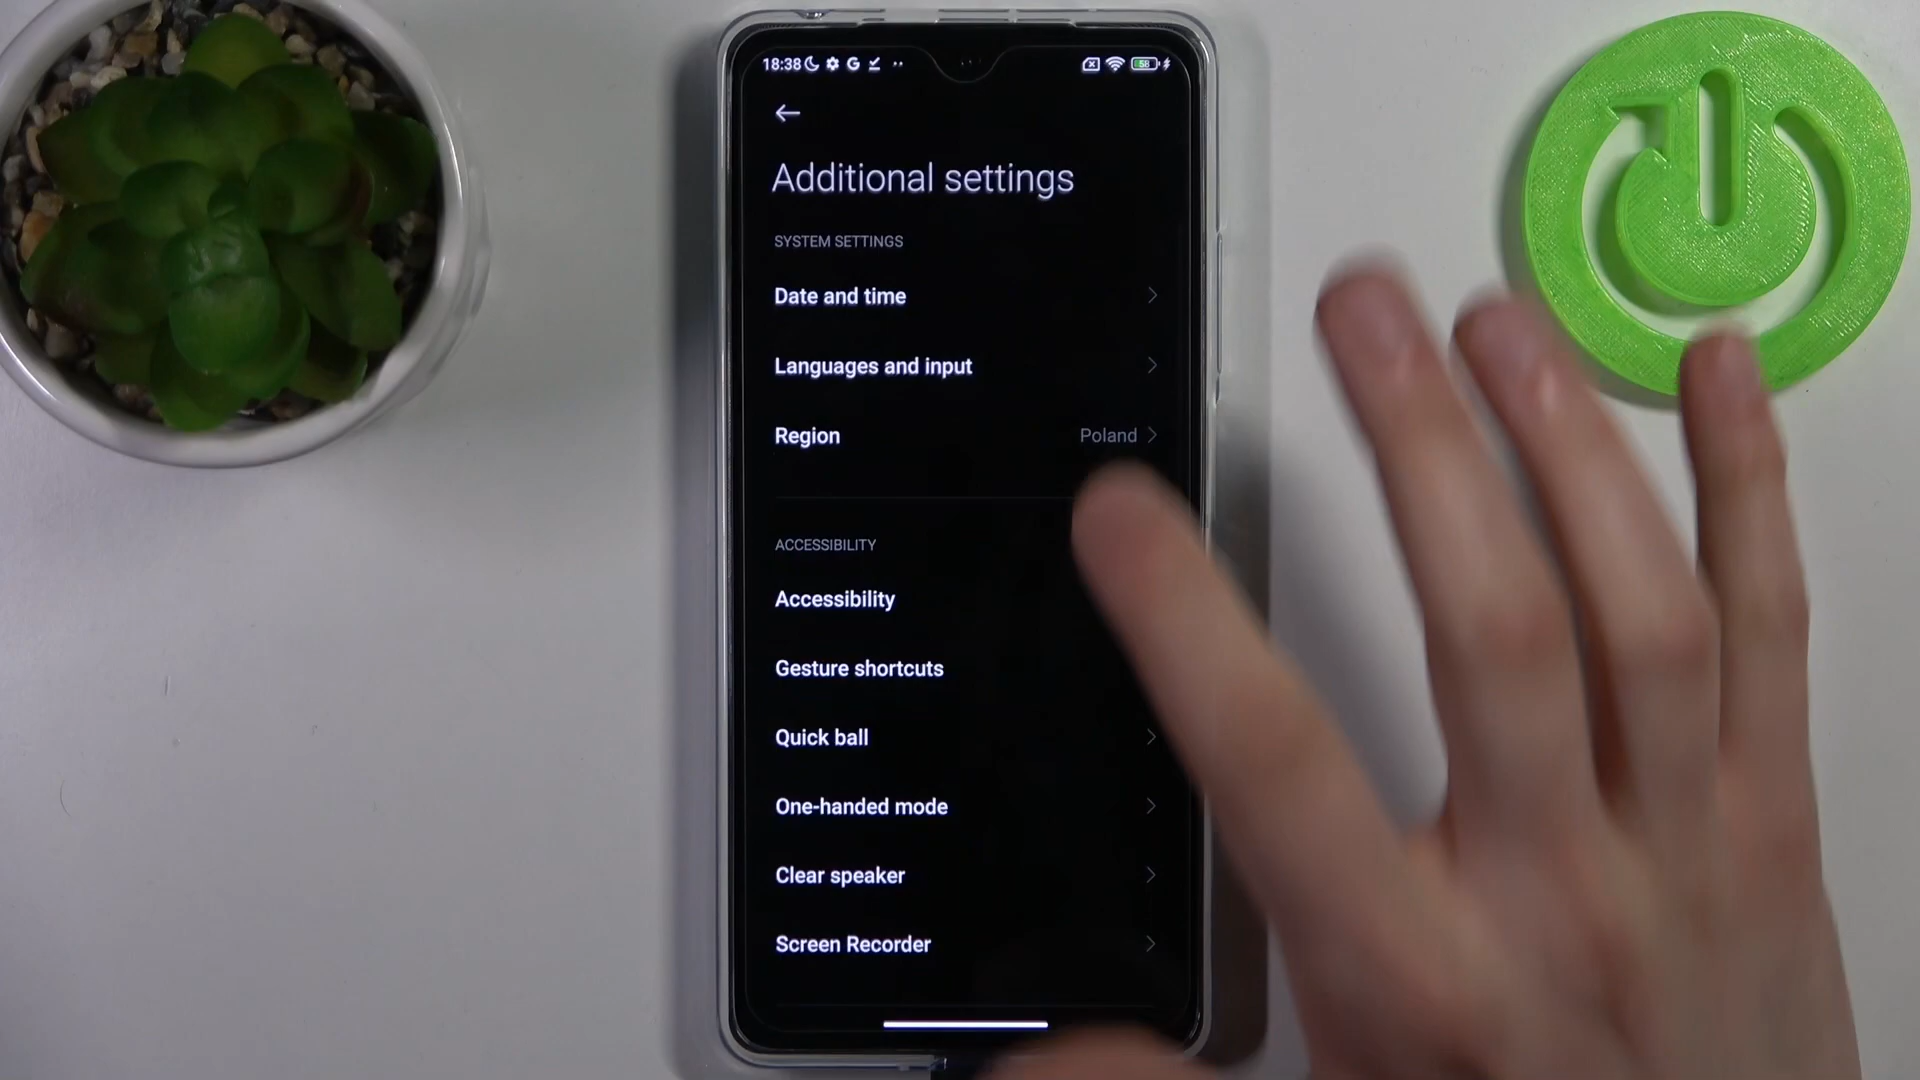 18:38
58
Additional settings
SYSTEM SETTINGS
Date and time
Languages and input
Region Poland
ACCESSIBILITY
Accessibility
Gesture shortcuts
Quick ball
One-handed mode
Clear speaker
Screen Recorder